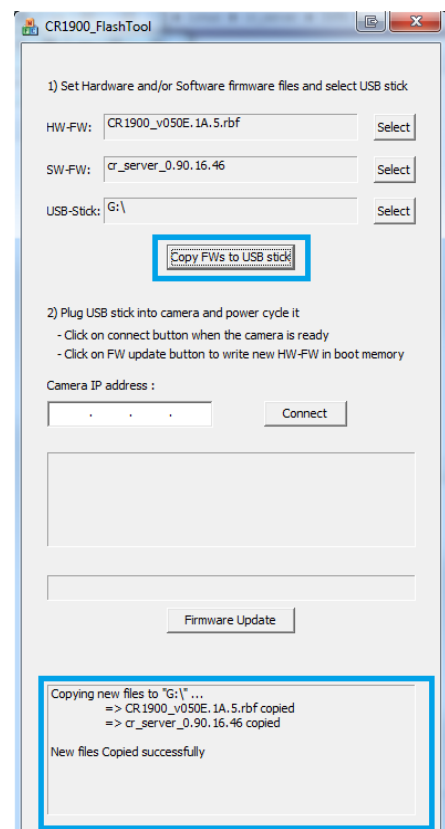 CR1900_FlashTool
1) Set Hardware and/or Software firmware files and select USB stick
HW-FW: CR1900_v050E.1A.5.rbf Select
SW-FW: cr_server_0.90.16.46 Select
USB-Stick: G:\ Select
Copy FWs to USB stick
2) Plug USB stick into camera and power cycle it
- Click on connect button when the camera is ready
- Click on FW update button to write new HW-FW in boot memory
Camera IP address :
. . . Connect
Firmware Update
Copying new files to "G:\" ...
=> CR1900_v050E.1A.5.rbf copied
=> cr_server_0.90.16.46 copied
New files Copied successfully